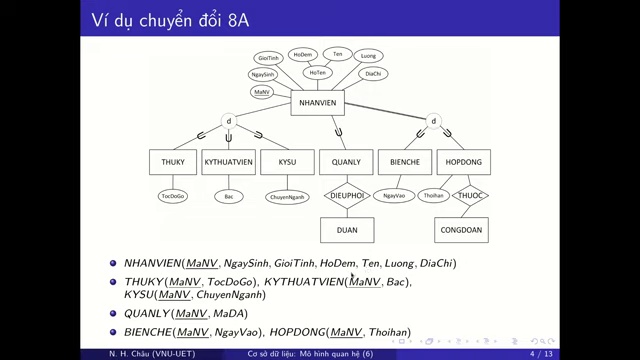 Ví dụ chuyển đổi 8A
HoDem
Ten
GioiTinh
Luong
HoTen
NgaySinh
DiaChi
MaNV
NHANVIEN
d
d
THUKY
KYTHUATVIEN
KYSU
QUANLY
BIENCHE
HOPDONG
TocDoGo
Bac
ChuyenNganh
DIEUPHOI
NgayVao
Thoihan
THUOC
DUAN
CONGDOAN
NHANVIEN(MaNV, NgaySinh, GioiTinh, HoDem, Ten, Luong, DiaChi)
THUKY(MaNV, TocDoGo), KYTHUATVIEN(MaNV, Bac),
KYSU(MaNV, ChuyenNganh)
QUANLY(MaNV, MaDA)
BIENCHE(MaNV, NgayVao), HOPDONG(MaNV, Thoihan)
N. H. Châu (VNU-UET)
Cơ sở dữ liệu: Mô hình quan hệ (6)
4 / 13